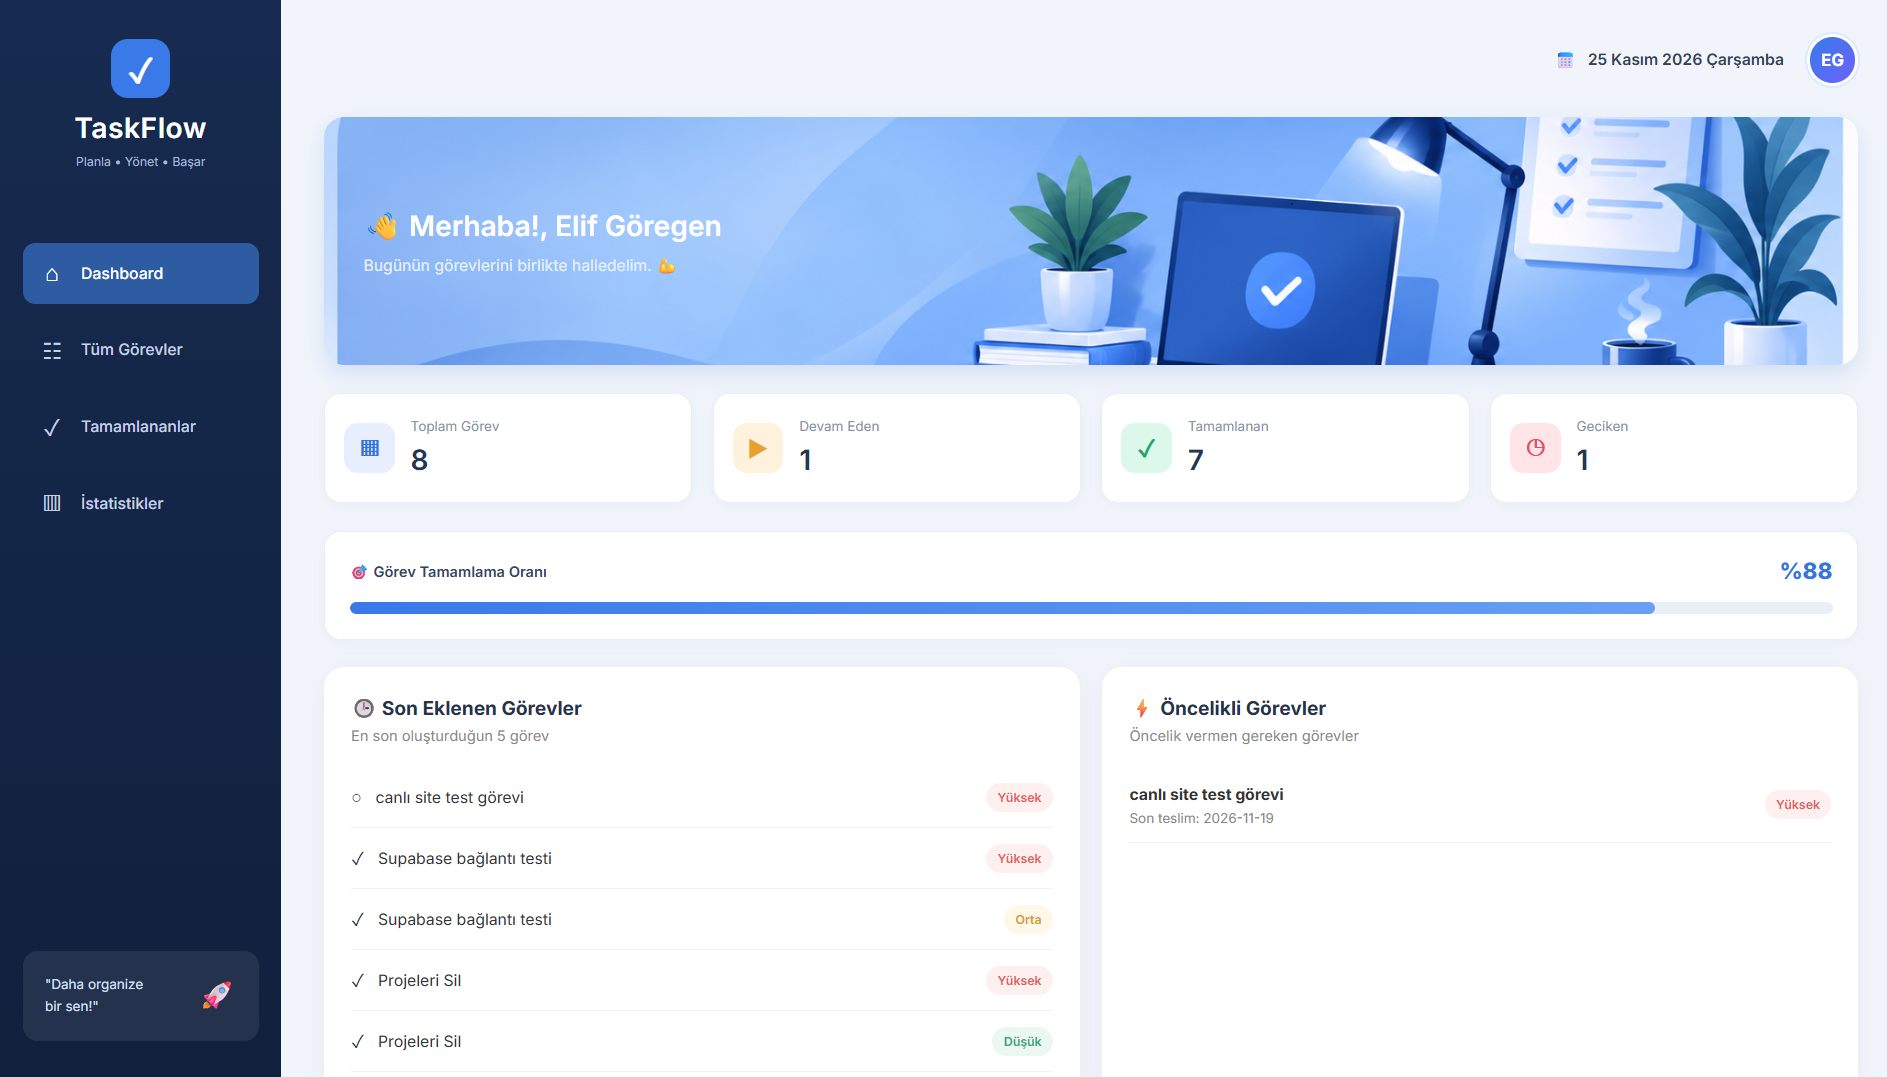 TaskFlow
Planla • Yönet • Başar
Dashboard
Tüm Görevler
Tamamlananlar
İstatistikler
"Daha organize
bir sen!"
25 Kasım 2026 Çarşamba
EG
Merhaba!, Elif Göregen
Bugünün görevlerini birlikte halledelim.
Toplam Görev
8
Devam Eden
1
Tamamlanan
7
Geciken
1
Görev Tamamlama Oranı
%88
Son Eklenen Görevler
En son oluşturduğun 5 görev
canlı site test görevi
Yüksek
Supabase bağlantı testi
Yüksek
Supabase bağlantı testi
Orta
Projeleri Sil
Yüksek
Projeleri Sil
Düşük
Öncelikli Görevler
Öncelik vermen gereken görevler
canlı site test görevi
Son teslim: 2026-11-19
Yüksek